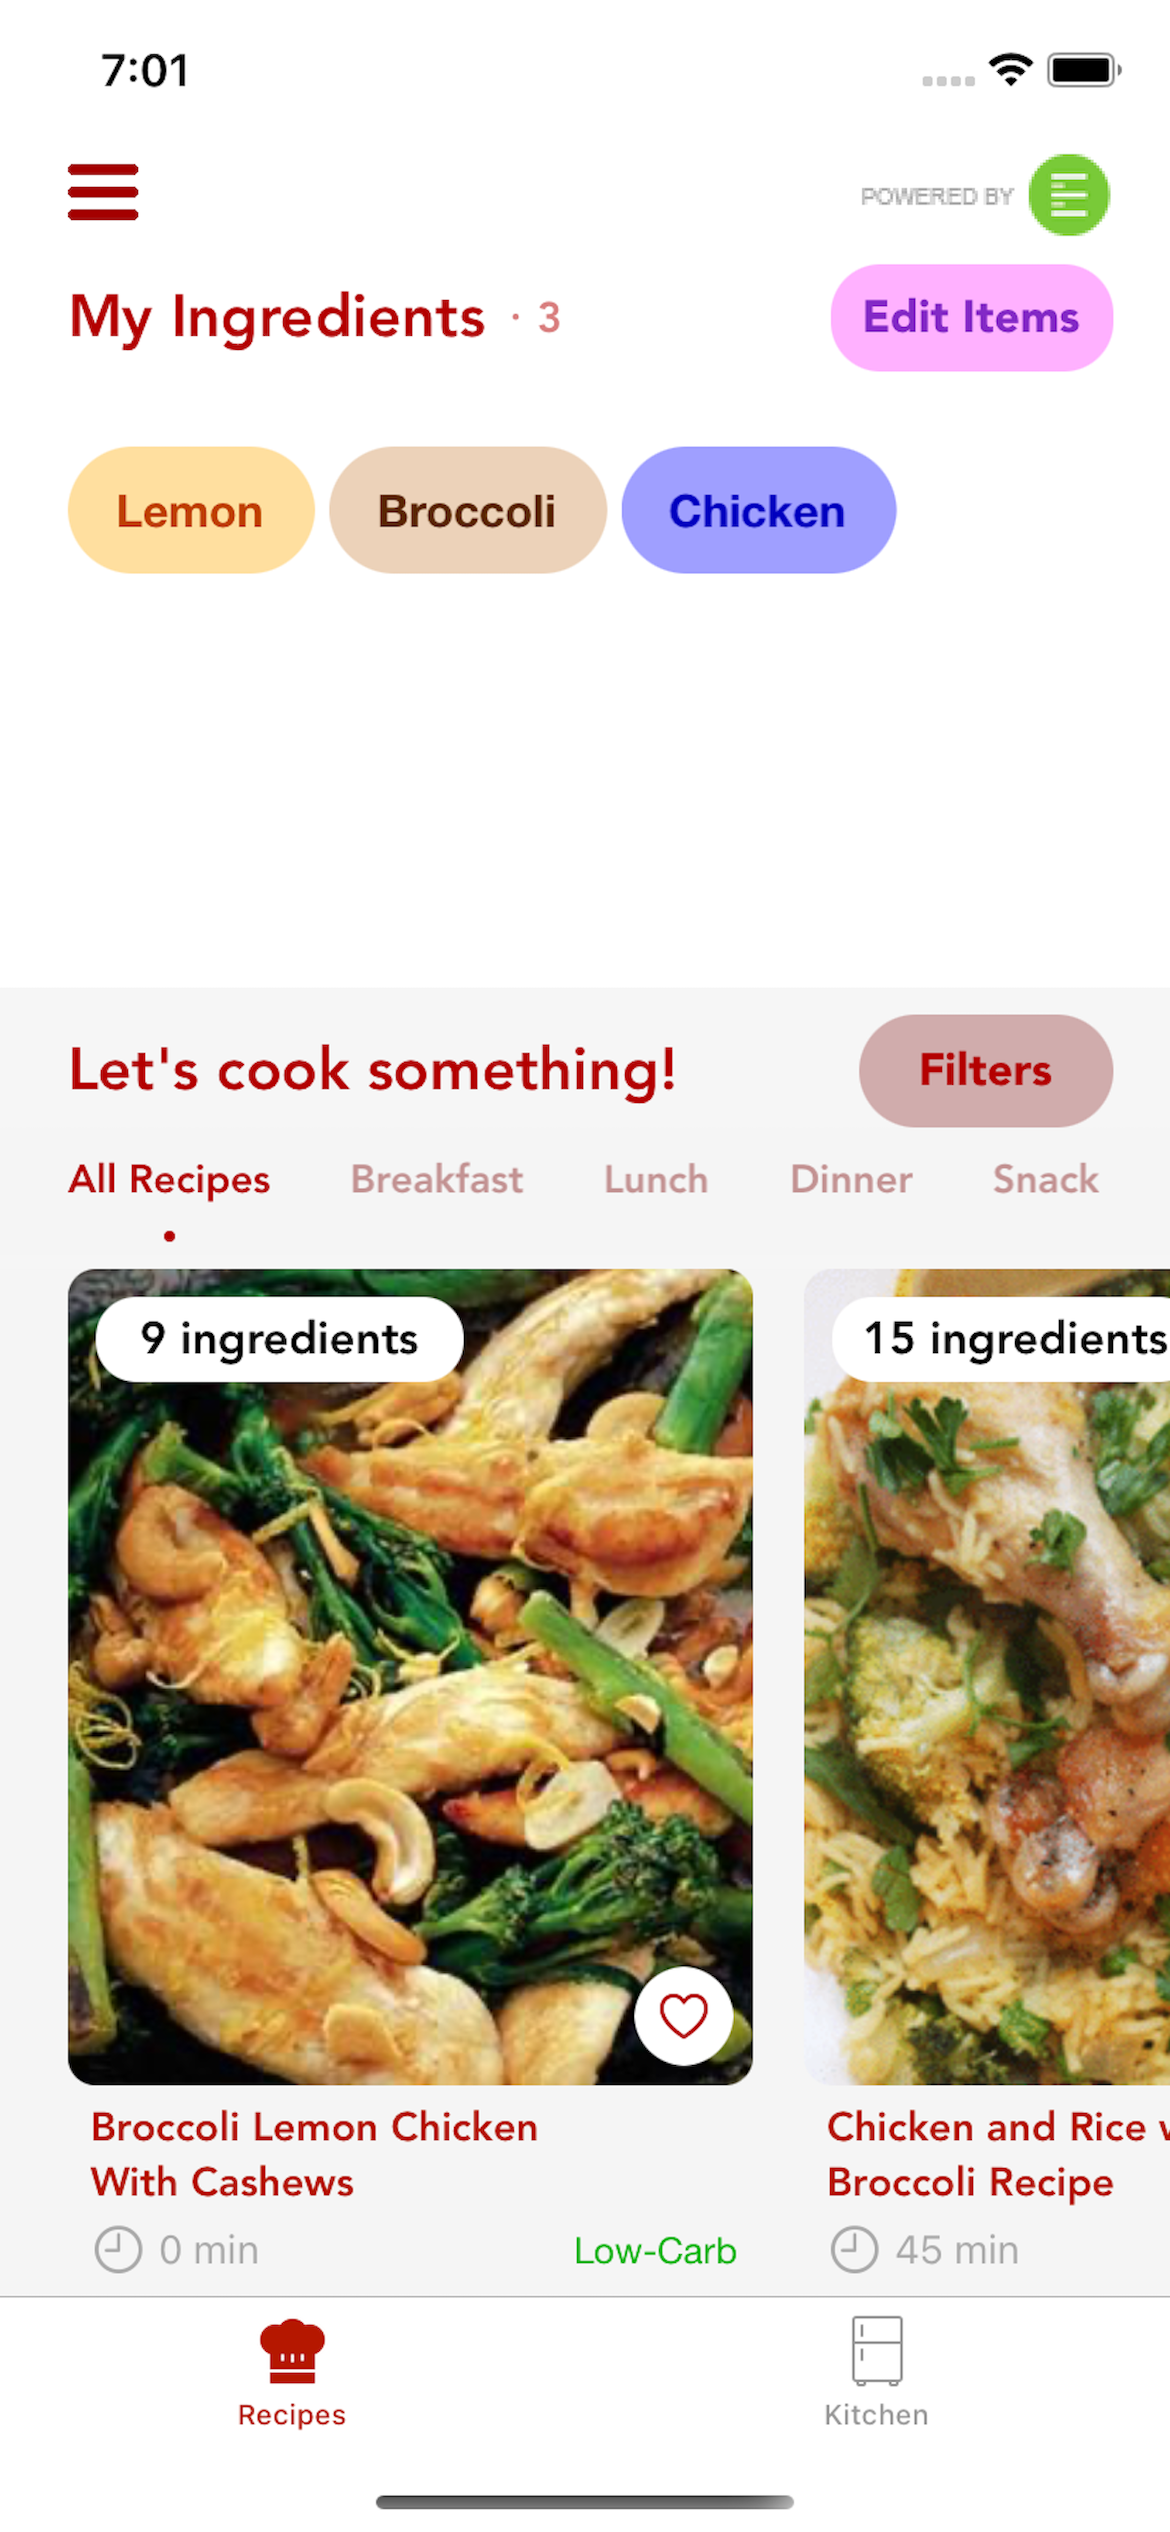 7:01
POWERED BY
My Ingredients · 3
Edit Items
Lemon
Broccoli
Chicken
Let's cook something!
Filters
All Recipes
Breakfast
Lunch
Dinner
Snack
9 ingredients
15 ingredients
Broccoli Lemon Chicken
With Cashews
0 min
Low-Carb
Chicken and Rice
Broccoli Recipe
45 min
Recipes
Kitchen